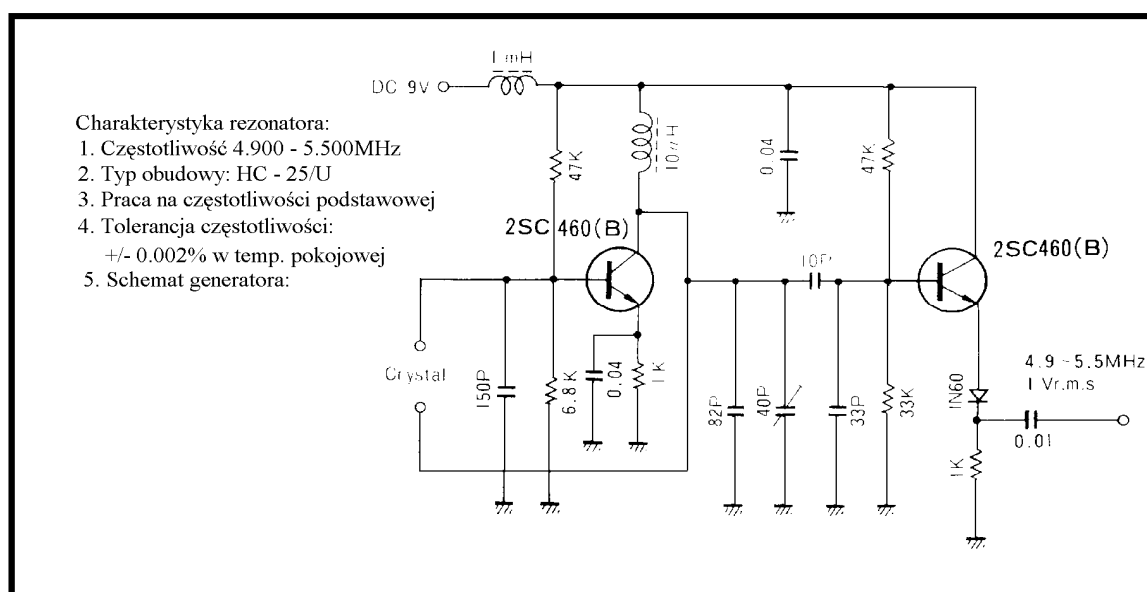 1 mH
DC 9V
Charakterystyka rezonatora:
1. Częstotliwość 4.900 - 5.500MHz
2. Typ obudowy: HC - 25/U
3. Praca na częstotliwości podstawowej
4. Tolerancja częstotliwości:
+/- 0.002% w temp. pokojowej
5. Schemat generatora:
47K
10μH
0.04
47K
2SC460(B)
2SC460(B)
10P
Crystal
150P
6.8K
0.04
1K
82P
40P
33P
33K
1N60
4.9~5.5MHz
1 Vr.m.s
0.01
1K